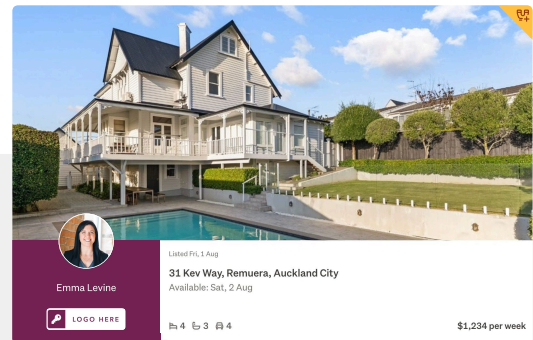 Listed Fri, 1 Aug
31 Kev Way, Remuera, Auckland City
Available: Sat, 2 Aug
Emma Levine
LOGO HERE
4 3 4
$1,234 per week